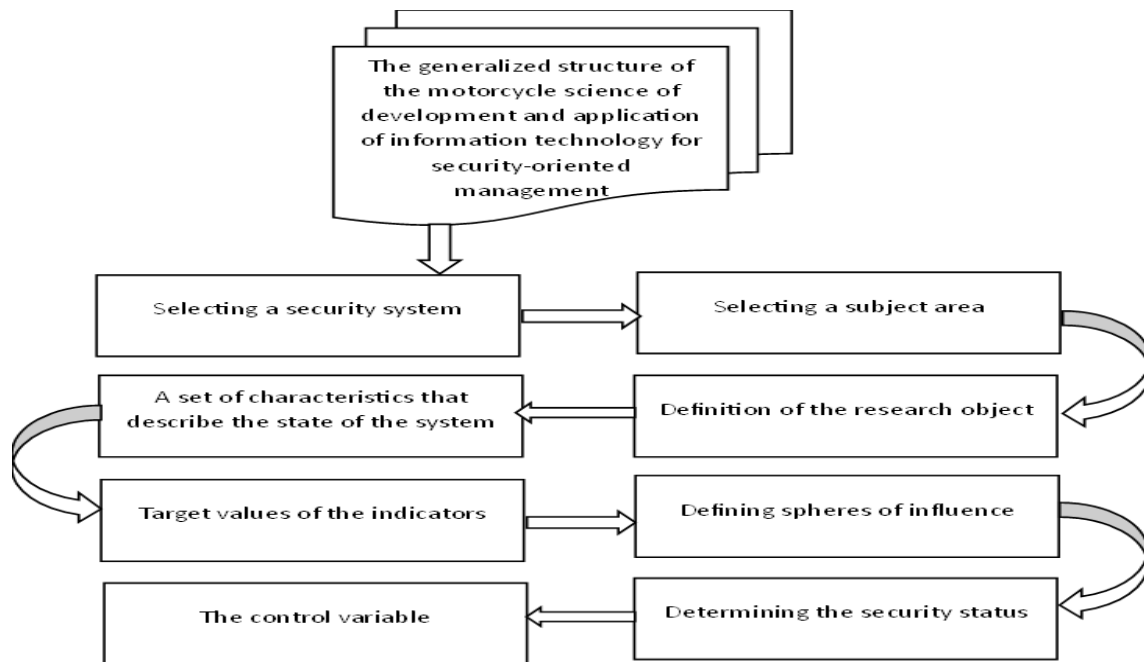 The generalized structure of
the motorcycle science of
development and application
of information technology for
security-oriented
management
Selecting a security system
Selecting a subject area
A set of characteristics that
describe the state of the system
Definition of the research object
Target values of the indicators
Defining spheres of influence
The control variable
Determining the security status